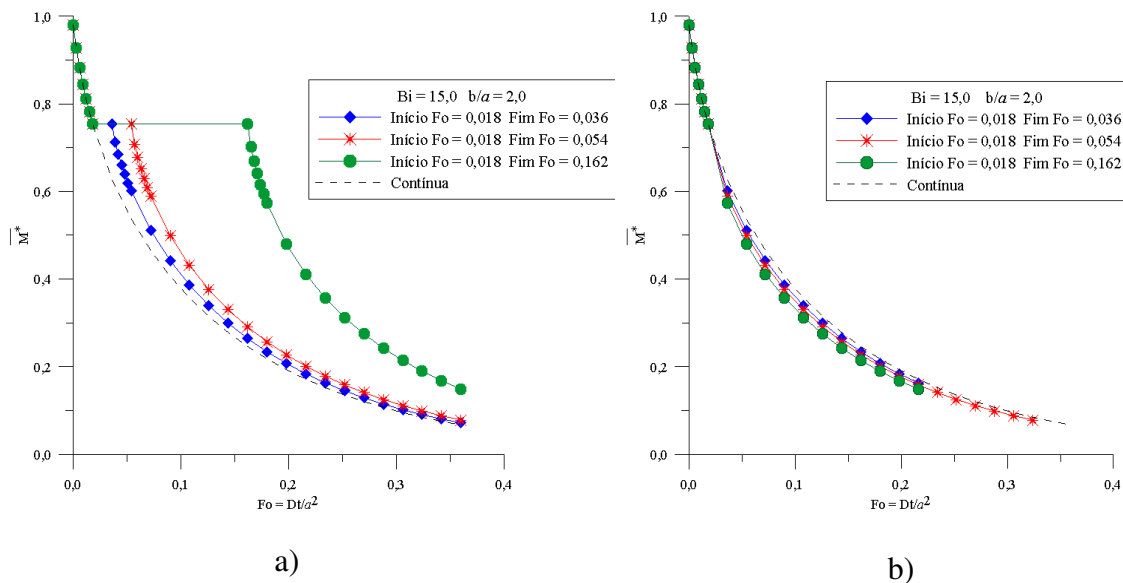 1,0
0,8
0,6
0,4
0,2
0,0
M*
Bi = 15,0 b/a = 2,0
Início Fo = 0,018 Fim Fo = 0,036
Início Fo = 0,018 Fim Fo = 0,054
Início Fo = 0,018 Fim Fo = 0,162
Contínua
0,0 0,1 0,2 0,3 0,4
Fo = Dt/a²
a)
1,0
0,8
0,6
0,4
0,2
0,0
M*
Bi = 15,0 b/a = 2,0
Início Fo = 0,018 Fim Fo = 0,036
Início Fo = 0,018 Fim Fo = 0,054
Início Fo = 0,018 Fim Fo = 0,162
Contínua
0,0 0,1 0,2 0,3 0,4
Fo = Dt/a²
b)